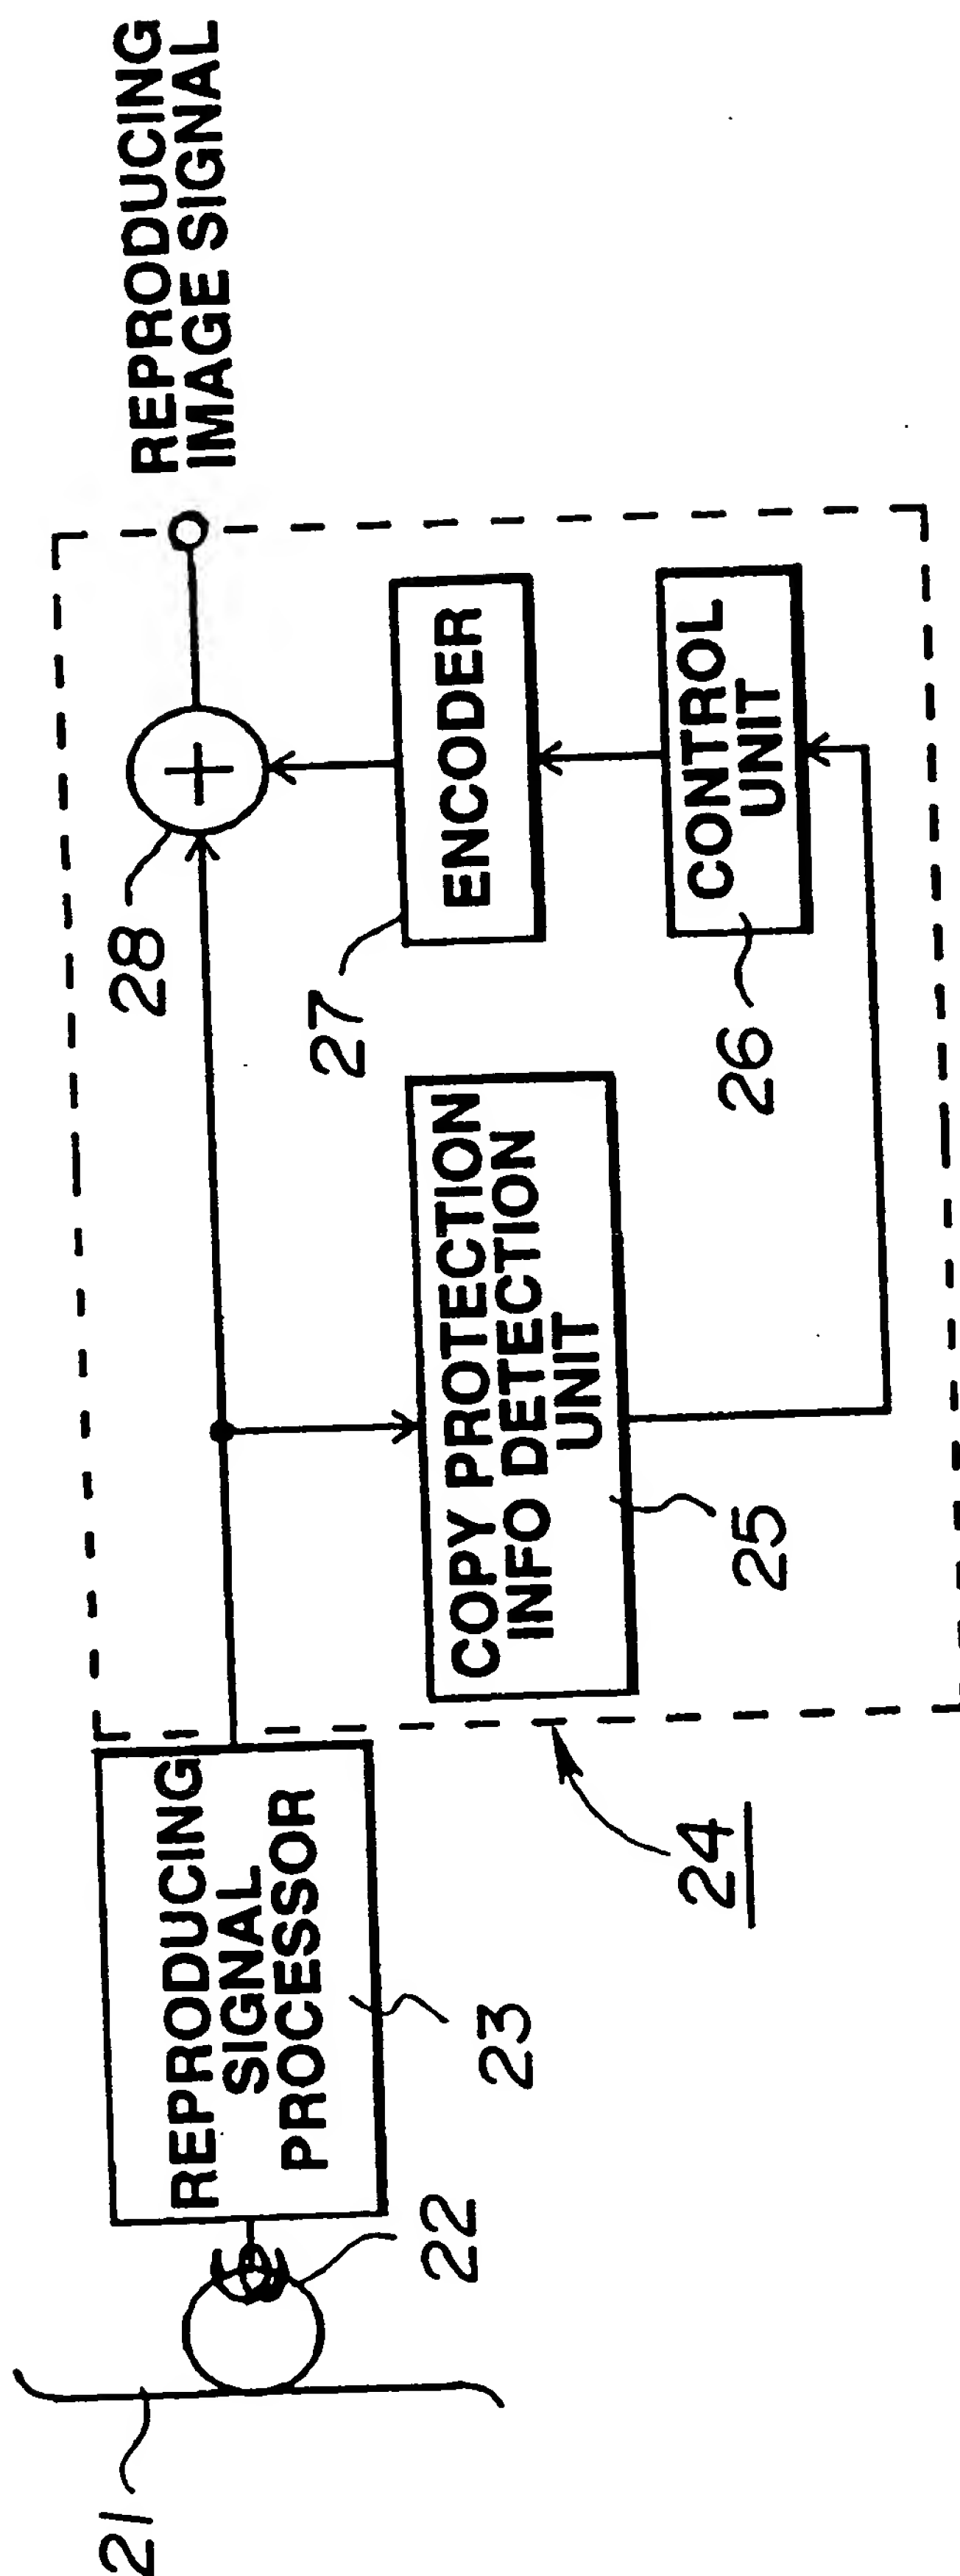 REPRODUCING
IMAGE SIGNAL
28
ENCODER
27
CONTROL
UNIT
26
COPY PROTECTION
INFO DETECTION
UNIT
25
24
REPRODUCING
SIGNAL
PROCESSOR
23
22
21